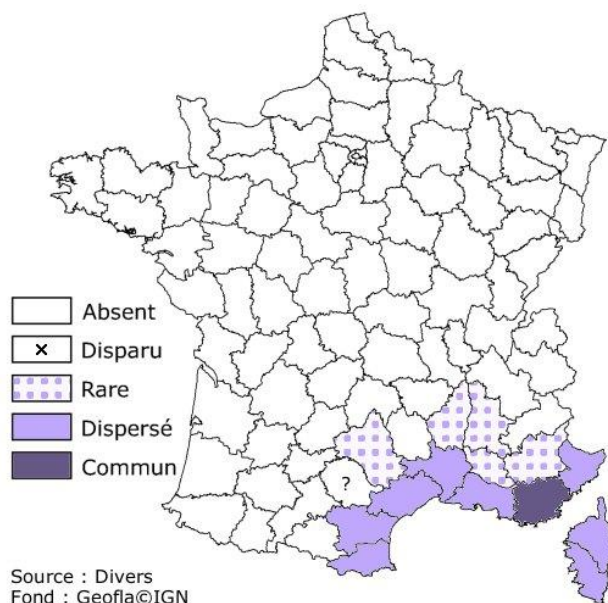 Absent
x Disparu
Rare
Dispersé
Commun
?
Source : Divers
Fond : Geofla©IGN